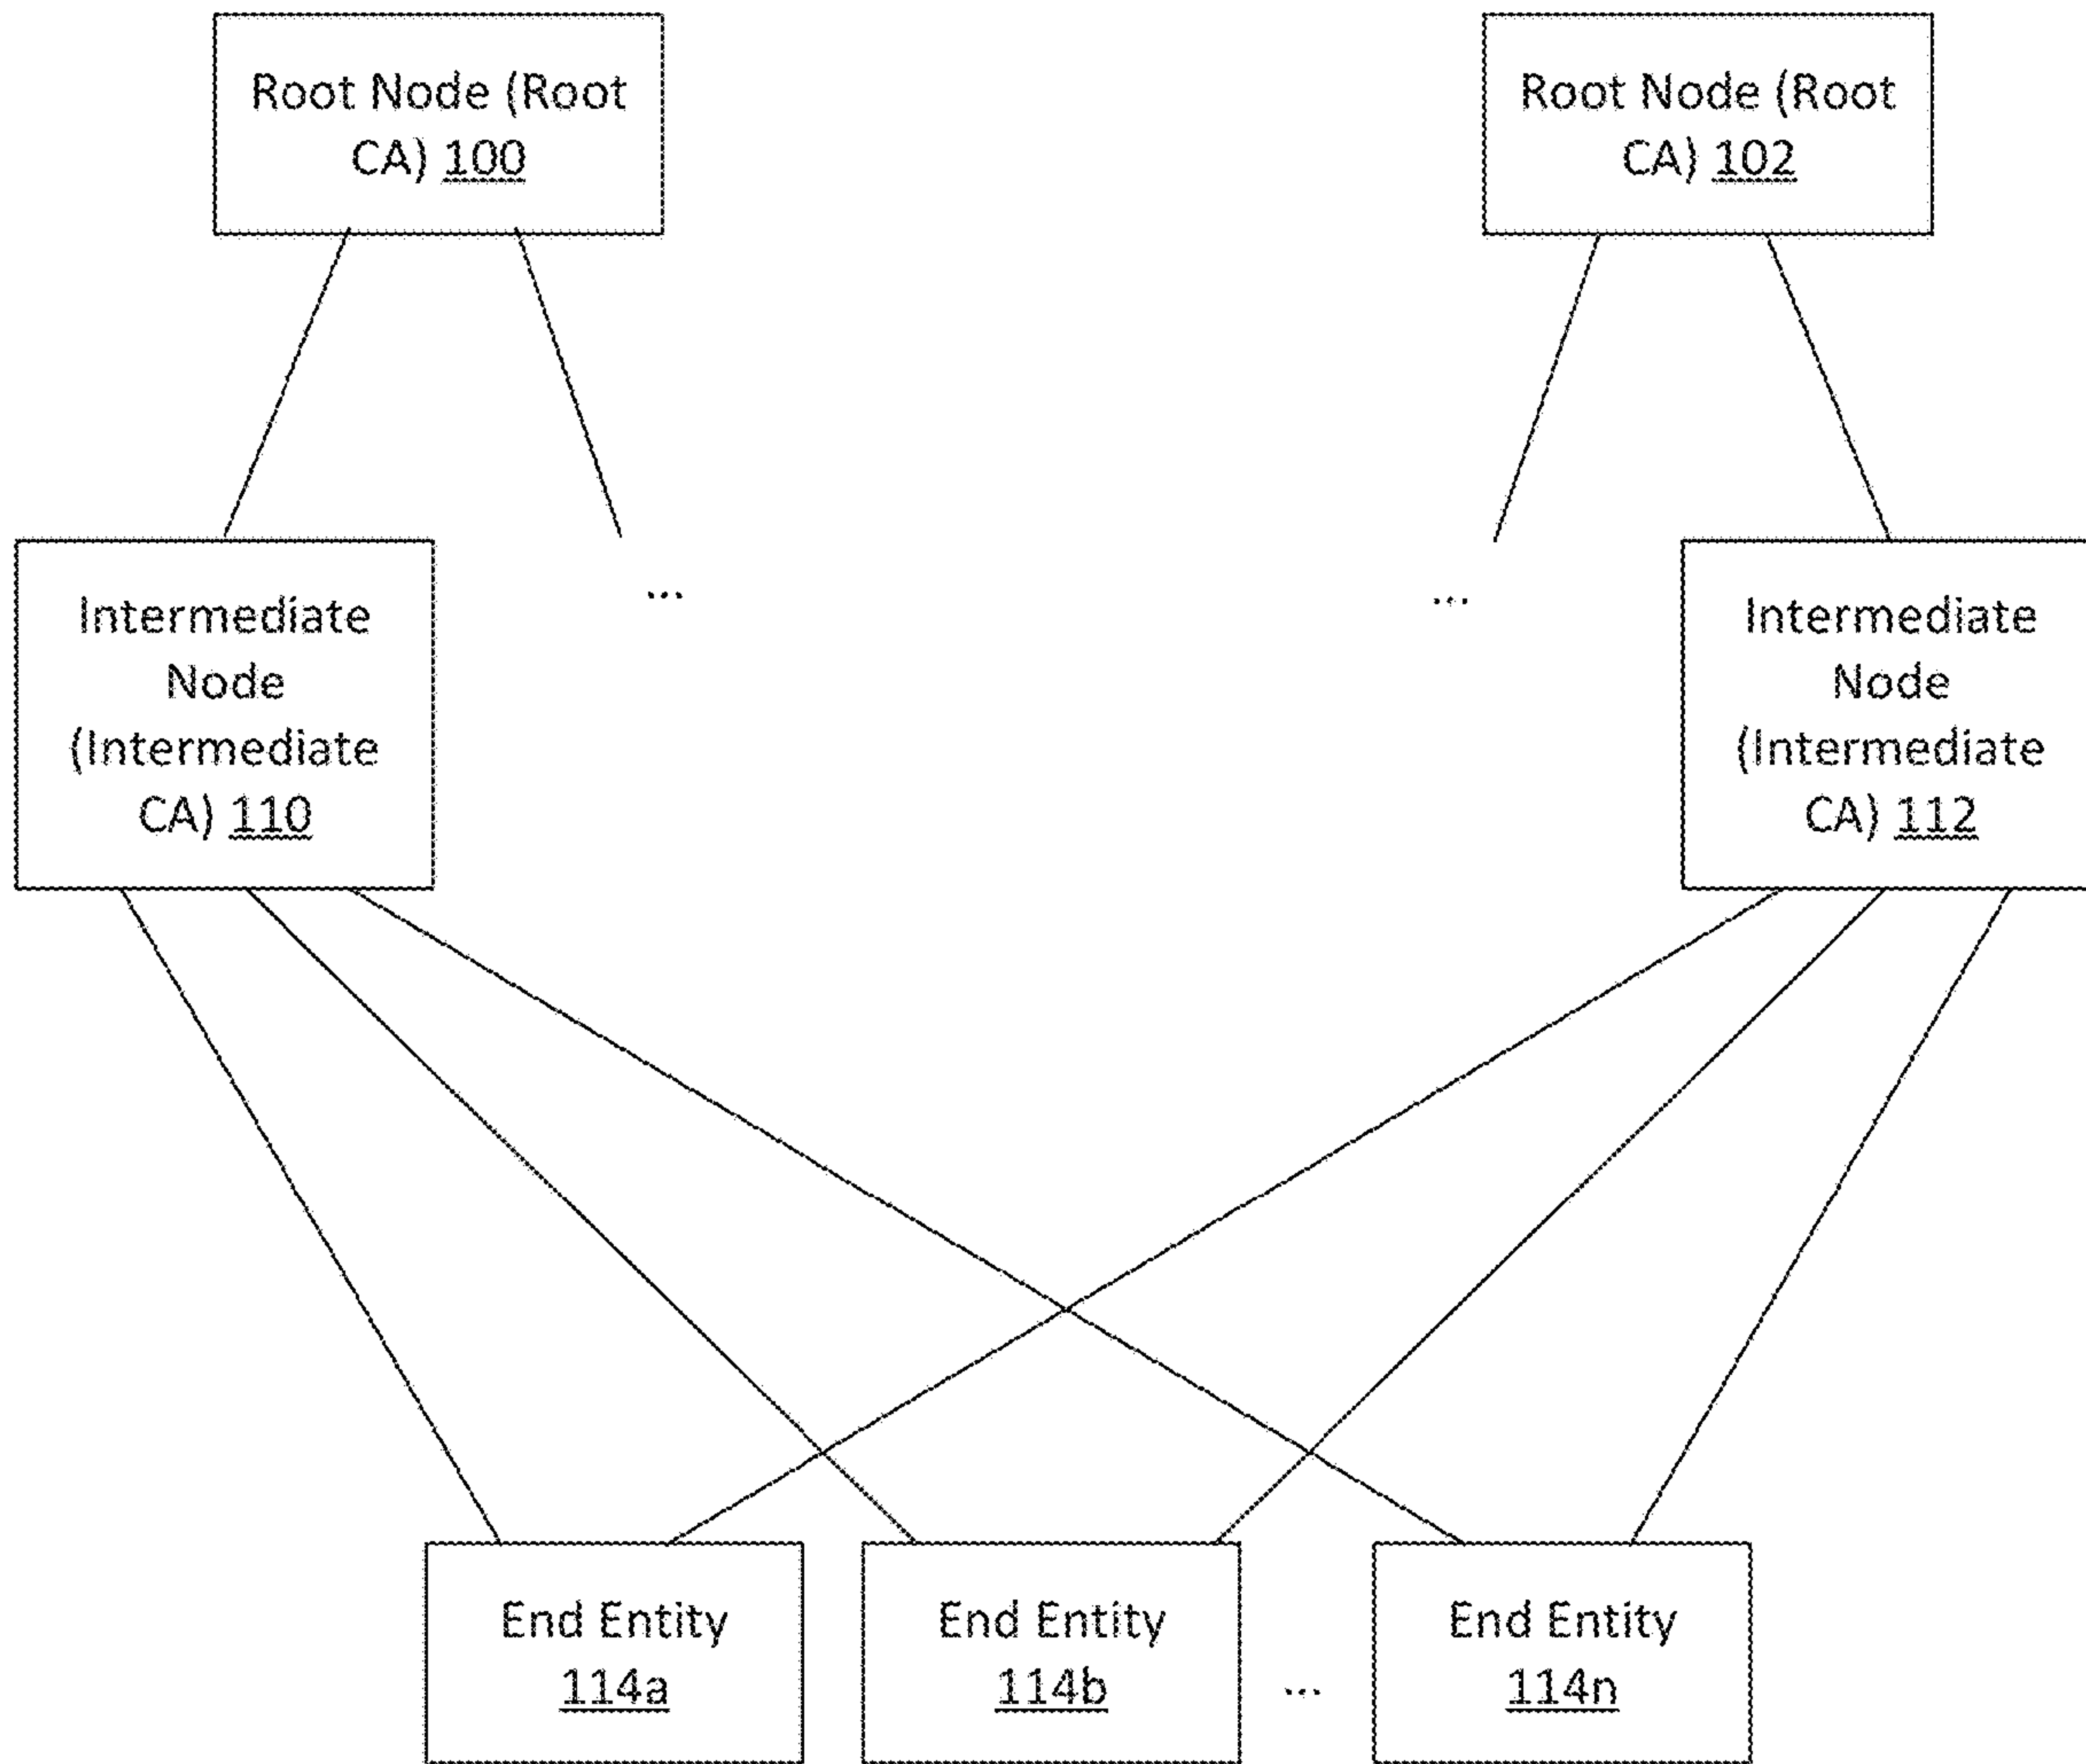 Root Node (Root
CA) 100
Root Node (Root
CA) 102
...
...
Intermediate
Node
(Intermediate
CA) 110
Intermediate
Node
(Intermediate
CA) 112
End Entity
114a
End Entity
114b
...
End Entity
114n